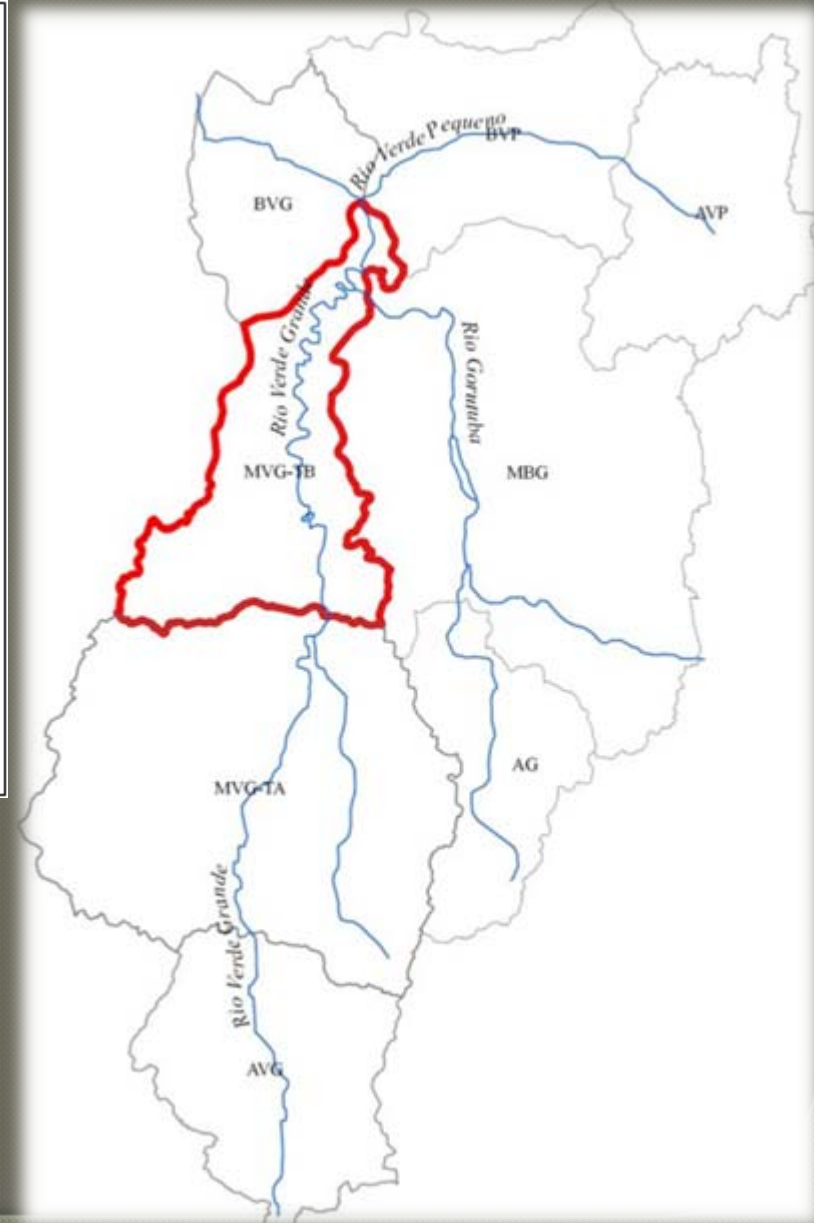 Rio Verde Pequeno
BVP
BVG
AVP
Rio Verde Grande
Rio Gorutuba
MVG-TB
MBG
AG
MVG-TA
Rio Verde Grande
AVG